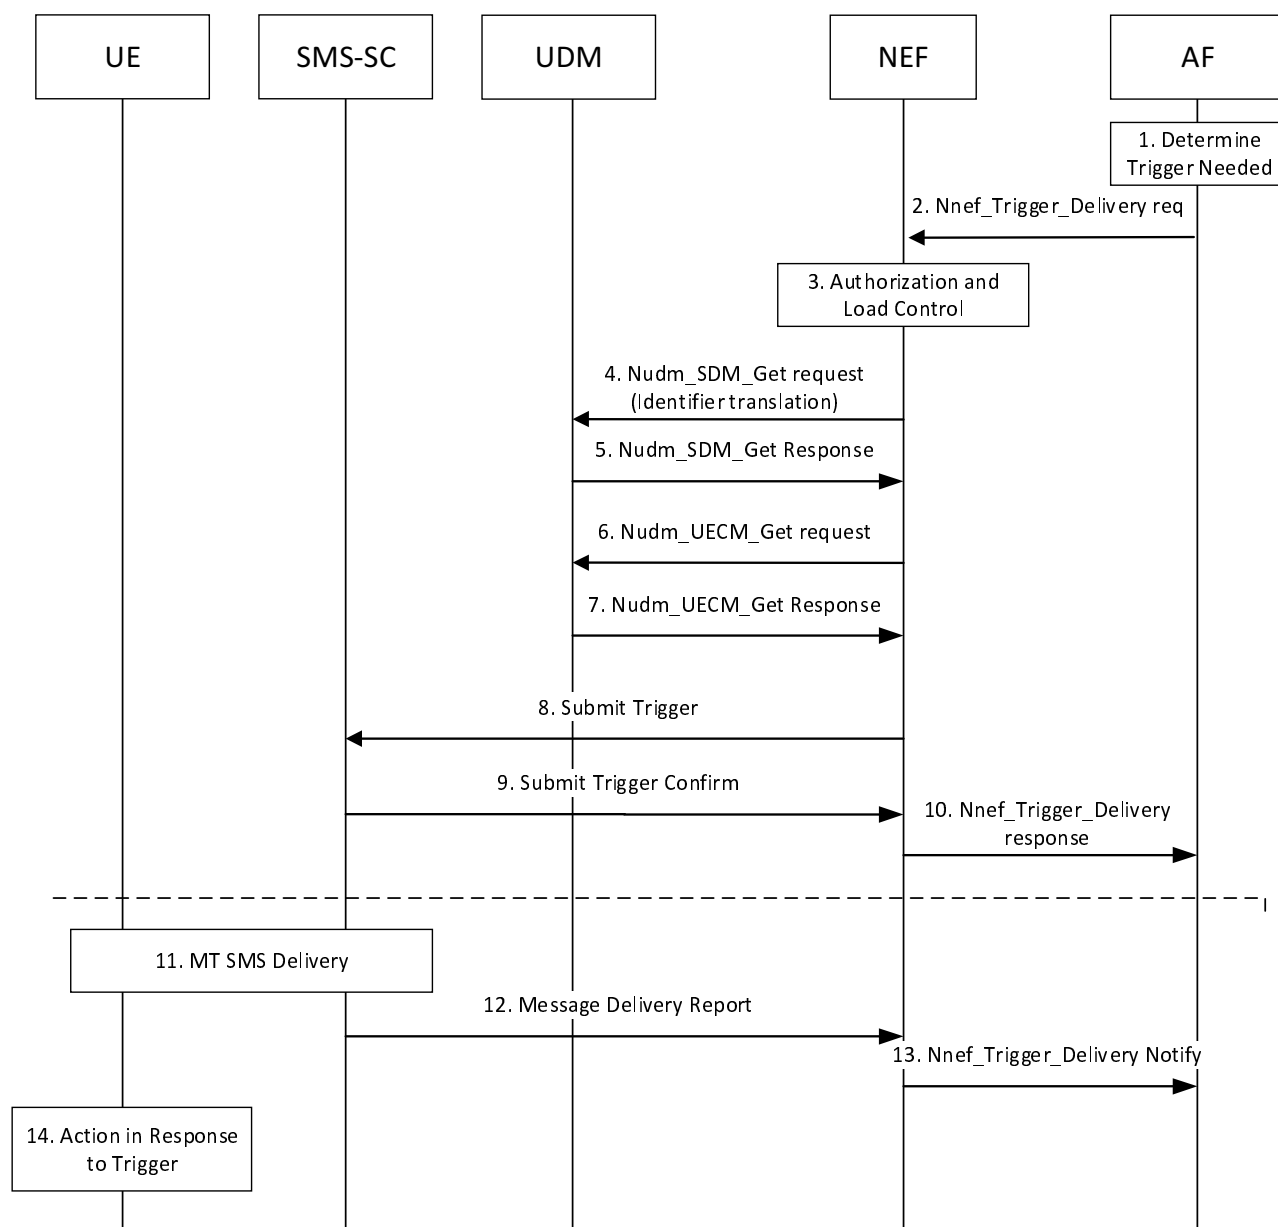 UE
SMS-SC
UDM
NEF
AF
1. Determine
Trigger Needed
2. Nnef_Trigger_Delivery req
3. Authorization and
Load Control
4. Nudm_SDM_Get request
(Identifier translation)
5. Nudm_SDM_Get Response
6. Nudm_UECM_Get request
7. Nudm_UECM_Get Response
8. Submit Trigger
9. Submit Trigger Confirm
10. Nnef_Trigger_Delivery
response
11. MT SMS Delivery
12. Message Delivery Report
13. Nnef_Trigger_Delivery Notify
14. Action in Response
to Trigger